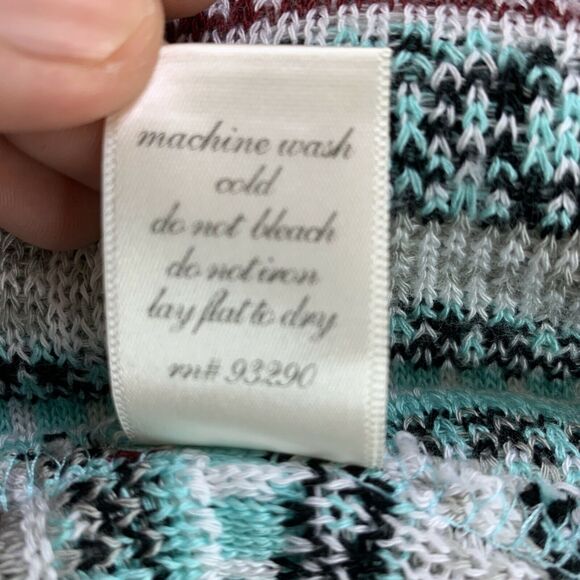 machine wash
cold
do not bleach
do not iron
lay flat to dry
rn# 93290